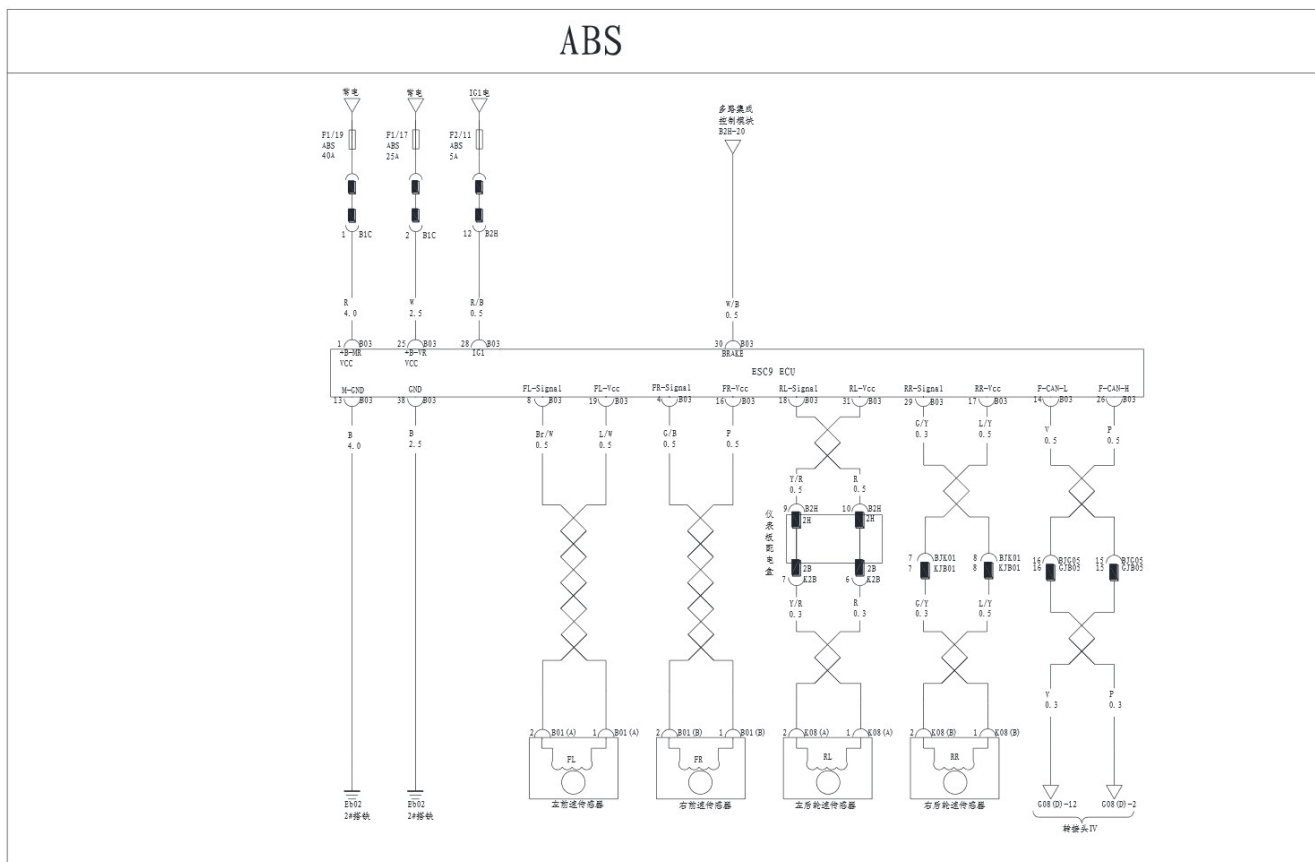 ABS
常电
常电
IG1电
F1/19
ABS
40A
F1/17
ABS
25A
F2/11
ABS
5A
多路集成
控制模块
B2H-20
1 B1C
2 B1C
12 B2H
R
4.0
W
2.5
R/B
0.5
W/B
0.5
1 B03
25 B03
28 B03
30 B03
+B-MR
VCC
+B-VR
VCC
IG1
BRAKE
ESC9 ECU
M-GND
GND
FL-Signal
FL-Vcc
FR-Signal
FR-Vcc
RL-Signal
RL-Vcc
RR-Signal
RR-Vcc
F-CAN-L
F-CAN-H
13 B03
38 B03
8 B03
19 B03
4 B03
16 B03
18 B03
31 B03
29 B03
17 B03
14 B03
26 B03
B
4.0
B
2.5
Br/W
0.5
L/W
0.5
G/B
0.5
P
0.5
G/Y
0.3
L/Y
0.5
V
0.5
P
0.5
Y/R
0.5
R
0.5
9 B2H
2H
10 B2H
2H
仪表板配电盒
2B
7 K2B
2B
6 K2B
7 BJK01
7 KJB01
8 BJK01
8 KJB01
16 BJG05
16 GJB05
15 BJG05
15 GJB05
Y/R
0.3
R
0.3
G/Y
0.3
L/Y
0.5
0.3
P
0.3
2 B01(A)
1 B01(A)
2 B01(B)
1 B01(B)
2 K08(A)
1 K08(A)
2 K08(B)
1 K08(B)
FL
FR
RL
RR
左前速传感器
右前速传感器
左后轮速传感器
右后轮速传感器
Eb02
2#搭铁
Eb02
2#搭铁
G08(D)-12
G08(D)-2
转接头IV